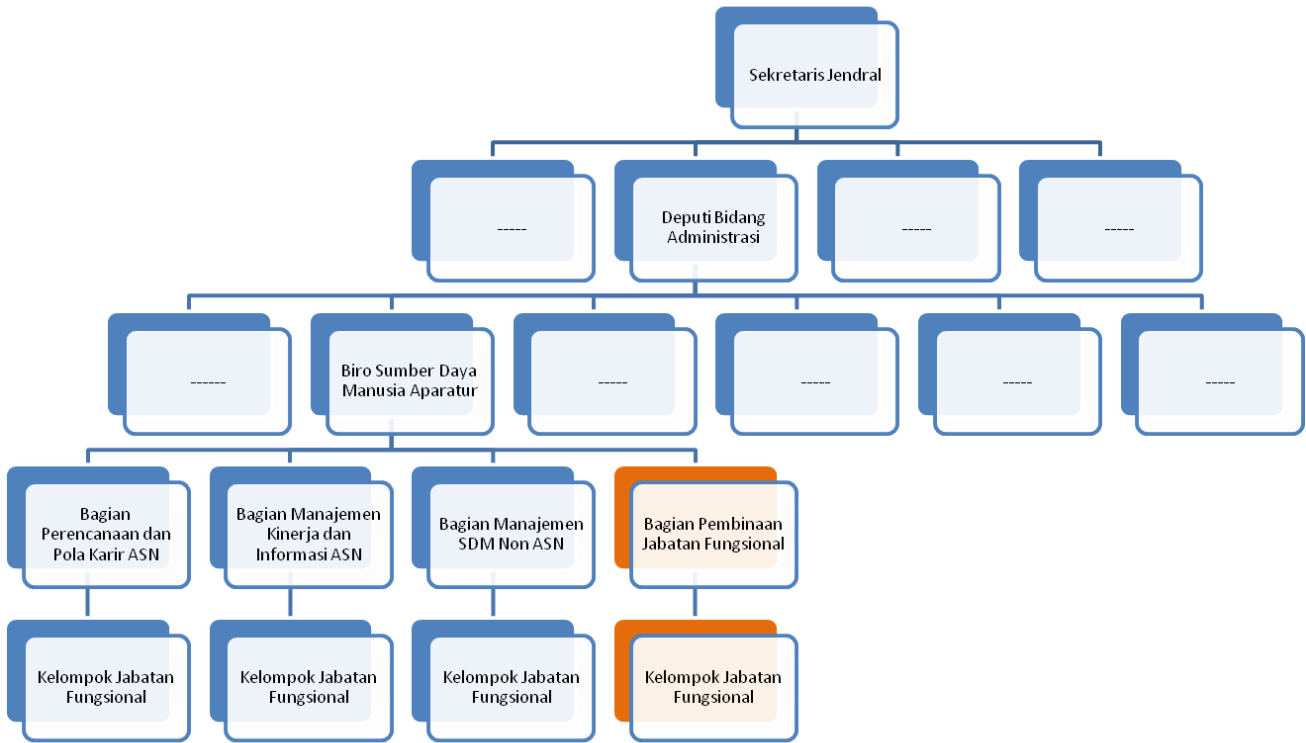 Sekretaris Jendral
-----
Deputi Bidang
Administrasi
-----
-----
------
Biro Sumber Daya
Manusia Aparatur
-----
-----
-----
-----
Bagian
Perencanaan dan
Pola Karir ASN
Bagian Manajemen
Kinerja dan
Informasi ASN
Bagian Manajemen
SDM Non ASN
Bagian Pembinaan
Jabatan Fungsional
Kelompok Jabatan
Fungsional
Kelompok Jabatan
Fungsional
Kelompok Jabatan
Fungsional
Kelompok Jabatan
Fungsional